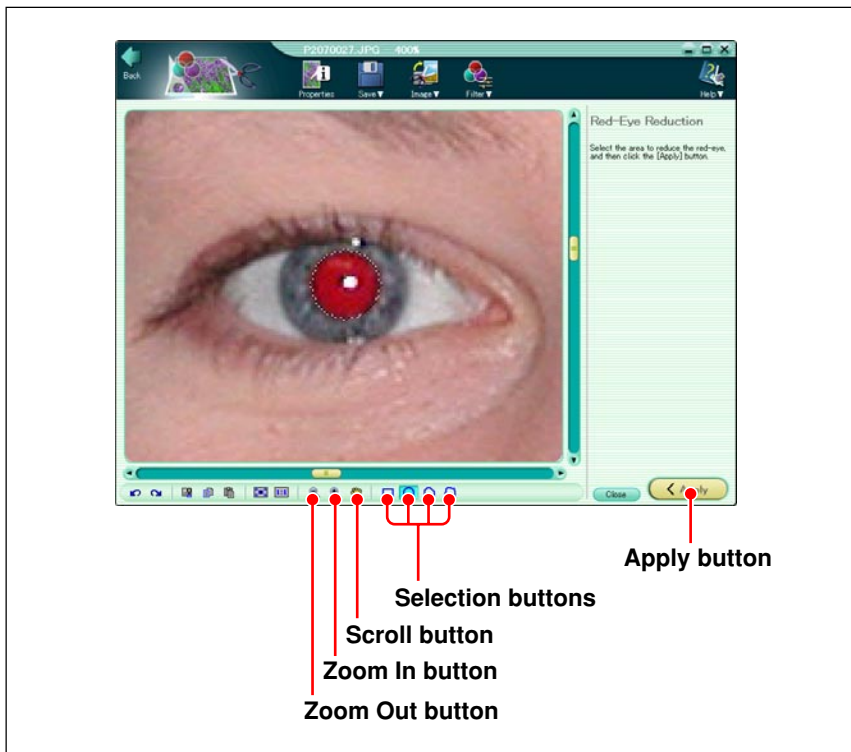 P2070027.JPG - 400%
Back
Properties
Save▼
Image▼
Filter▼
Help▼
Red-Eye Reduction
Select the area to reduce the red-eye,
and then click the [Apply] button.
Close
Apply button
Selection buttons
Scroll button
Zoom In button
Zoom Out button